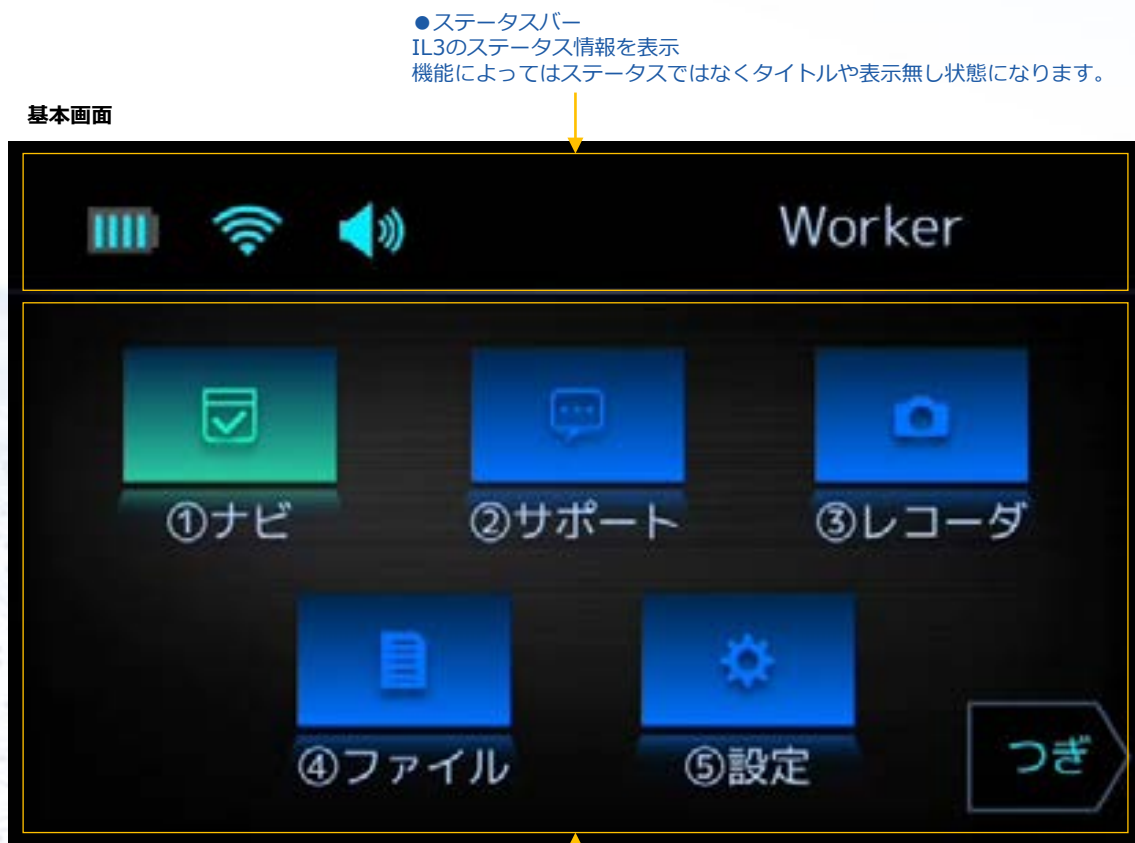 ●ステータスバー
IL3のステータス情報を表示
機能によってはステータスではなくタイトルや表示無し状態になります。
基本画面
Worker
①ナビ
②サポート
③レコーダ
④ファイル
⑤設定
つぎ